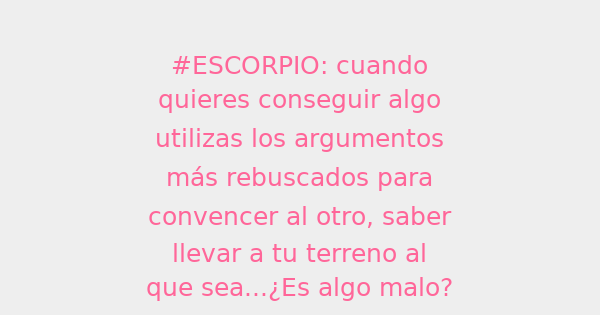 #ESCORPIO: cuando
quieres conseguir algo
utilizas los argumentos
más rebuscados para
convencer al otro, saber
llevar a tu terreno al
que sea...¿Es algo malo?